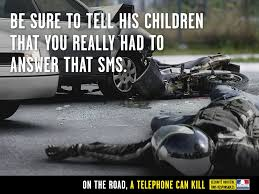 BE SURE TO TELL HIS CHILDREN
THAT YOU REALLY HAD TO
ANSWER THAT SMS.
ON THE ROAD, A TELEPHONE CAN KILL